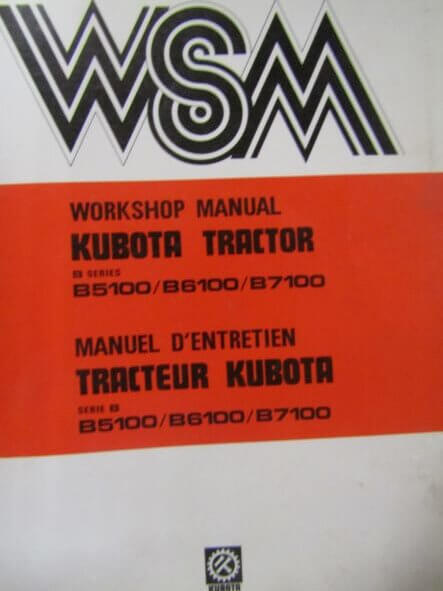 WSM
WORKSHOP MANUAL
KUBOTA TRACTOR
B SERIES
B5100/B6100/B7100
MANUEL D'ENTRETIEN
TRACTEUR KUBOTA
SERIE B
B5100/B6100/B7100
KUBOTA